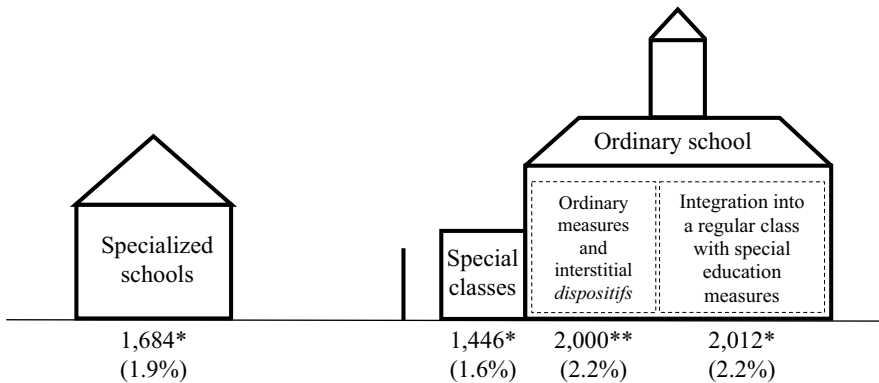 Ordinary school
Specialized
schools
Special
classes
Ordinary
measures
and
interstitial
dispositifs
Integration into
a regular class
with special
education
measures
1,684*
(1.9%)
1,446*
(1.6%)
2,000**
(2.2%)
2,012*
(2.2%)